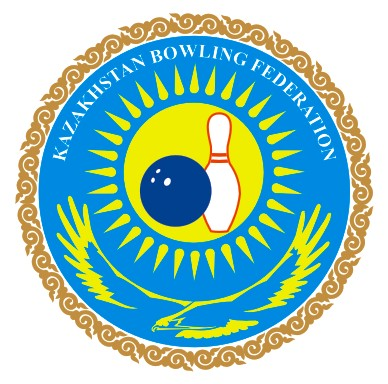 KAZAKHSTAN BOWLING FEDERATION